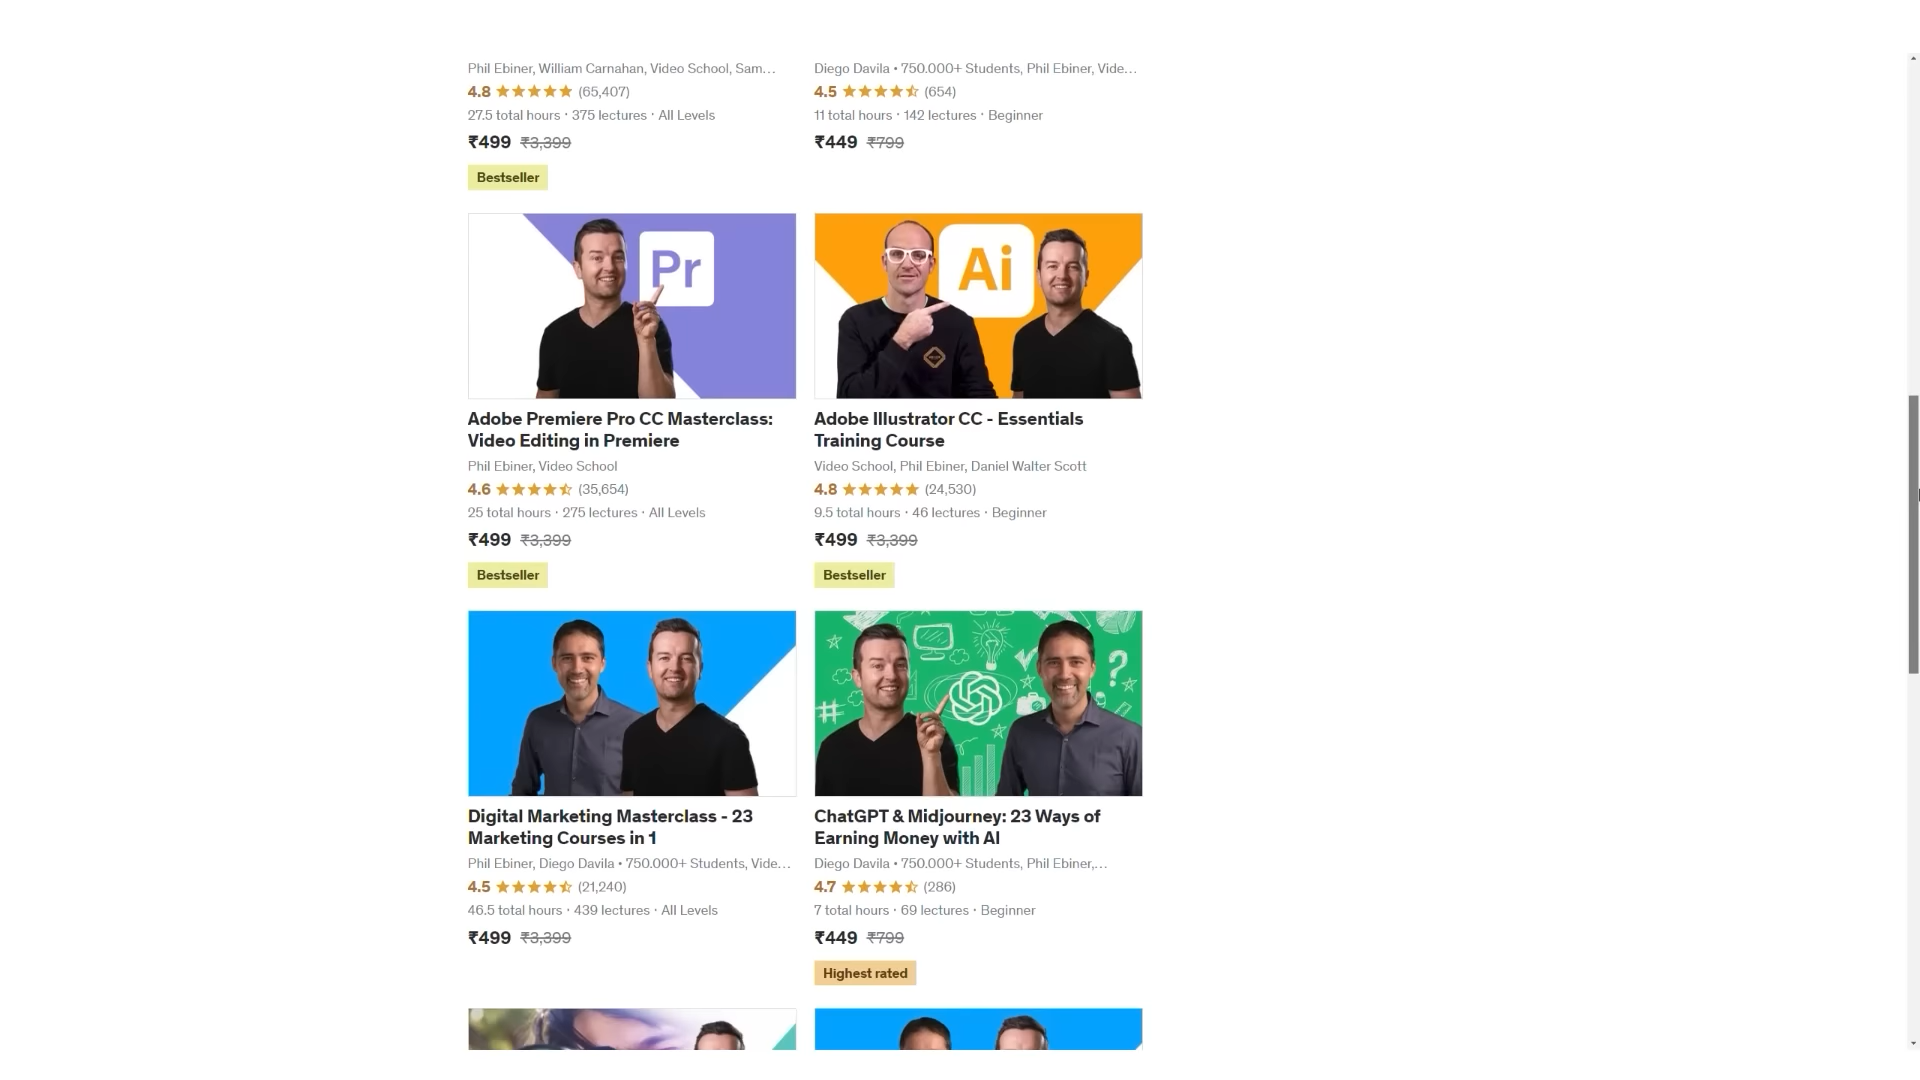 Phil Ebiner, William Carnahan, Video School, Sam...
4.8 (65,407)
27.5 total hours · 375 lectures · All Levels
₹499 ₹3,399
Bestseller
Diego Davila • 750.000+ Students, Phil Ebiner, Vide...
4.5 (654)
11 total hours · 142 lectures · Beginner
₹449 ₹799
Pr
Adobe Premiere Pro CC Masterclass:
Video Editing in Premiere
Phil Ebiner, Video School
4.6 (35,654)
25 total hours · 275 lectures · All Levels
₹499 ₹3,399
Bestseller
Ai
Adobe Illustrator CC - Essentials
Training Course
Video School, Phil Ebiner, Daniel Walter Scott
4.8 (24,530)
9.5 total hours · 46 lectures · Beginner
₹499 ₹3,399
Bestseller
Digital Marketing Masterclass - 23
Marketing Courses in 1
Phil Ebiner, Diego Davila • 750.000+ Students, Vide...
4.5 (21,240)
46.5 total hours · 439 lectures · All Levels
₹499 ₹3,399
# ?
ChatGPT & Midjourney: 23 Ways of
Earning Money with AI
Diego Davila • 750.000+ Students, Phil Ebiner,...
4.7 (286)
7 total hours · 69 lectures · Beginner
₹449 ₹799
Highest rated